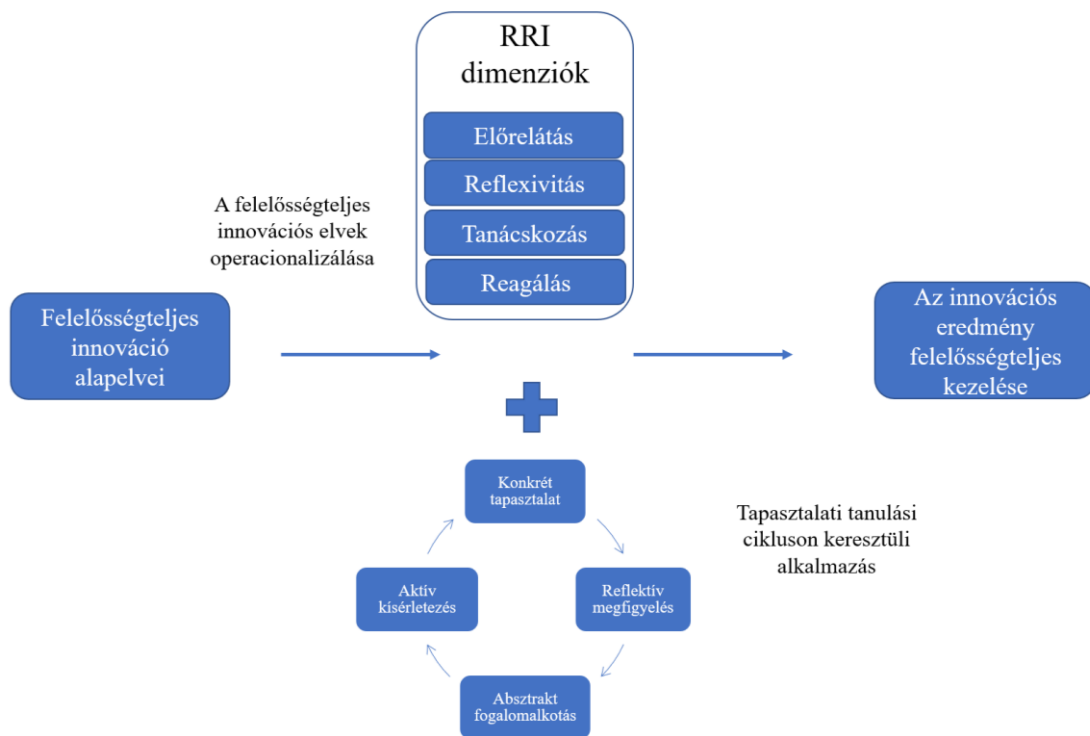 RRI
dimenziók
Előrelátás
Reflexivitás
Tanácskozás
Reagálás
A felelősségteljes
innovációs elvek
operacionalizálása
Felelősségteljes
innováció
alapelvei
Az innovációs
eredmény
felelősségteljes
kezelése
Konkrét
tapasztalat
Reflektív
megfigyelés
Absztrakt
fogalomalkotás
Aktív
kisérletezés
Tapasztalati tanulási
cikluson keresztüli
alkalmazás